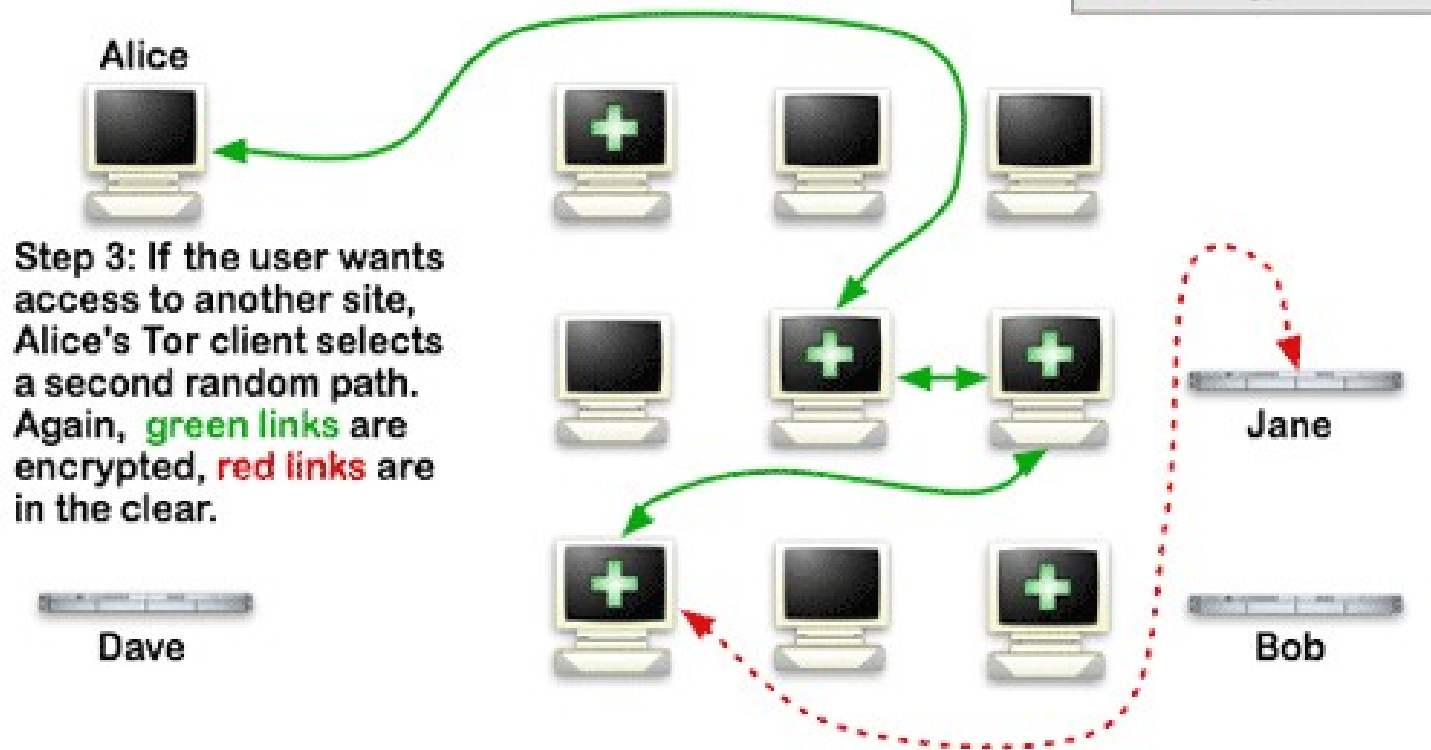 Alice
Step 3: If the user wants
access to another site,
Alice's Tor client selects
a second random path.
Again, green links are
encrypted, red links are
in the clear.
Jane
Dave
Bob